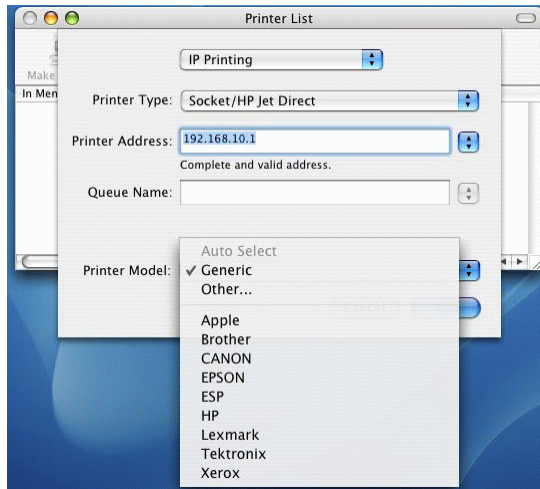 Printer List
IP Printing
Make
In Men
Printer Type: Socket/HP Jet Direct
Printer Address: 192.168.10.1
Complete and valid address.
Queue Name:
Printer Model:
Auto Select
✓ Generic
Other...
Cancel
Apple
Brother
CANON
EPSON
ESP
HP
Lexmark
Tektronix
Xerox